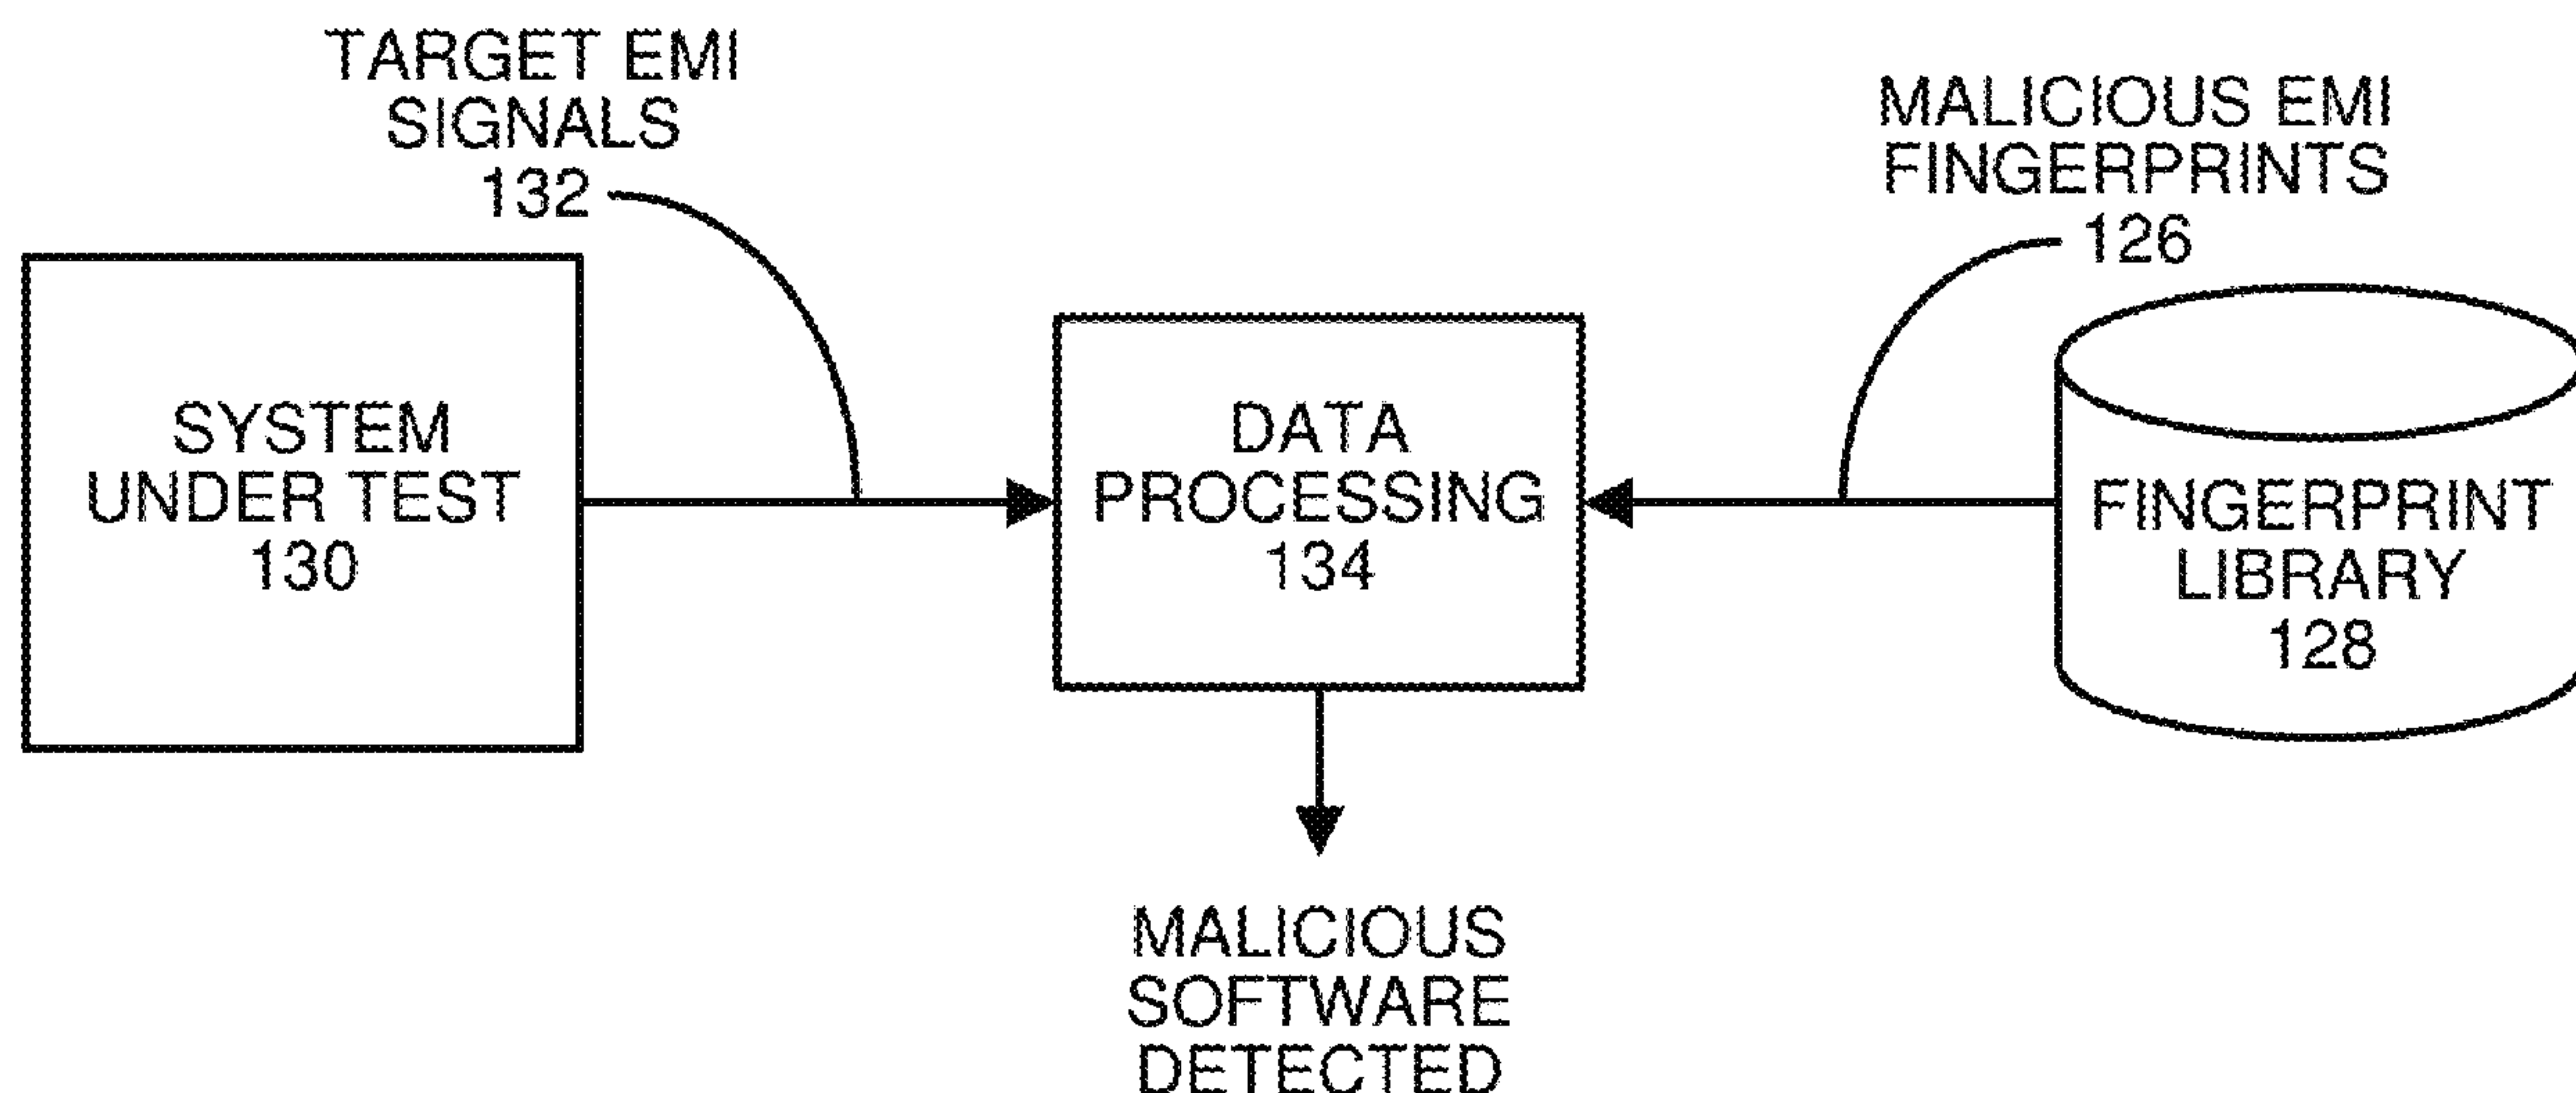 TARGET EMI
SIGNALS
132
MALICIOUS EMI
FINGERPRINTS
126
SYSTEM
UNDER TEST
130
DATA
PROCESSING
134
FINGERPRINT
LIBRARY
128
MALICIOUS
SOFTWARE
DETECTED